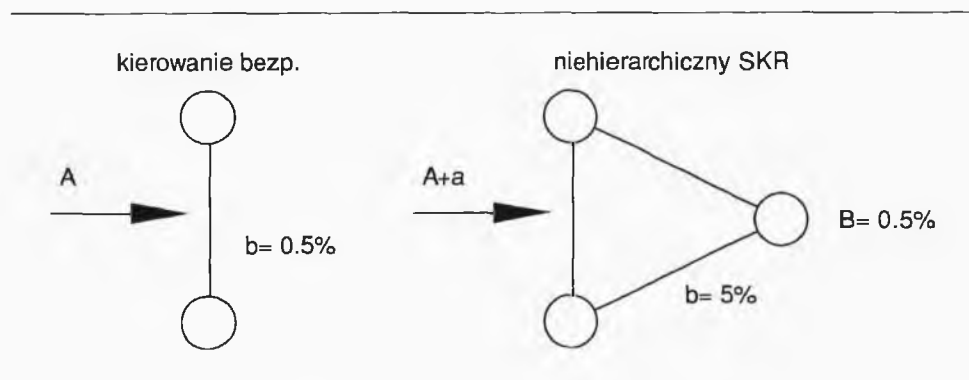 kierowanie bezp.
A
b= 0.5%
niehierarchiczny SKR
A+a
B= 0.5%
b= 5%